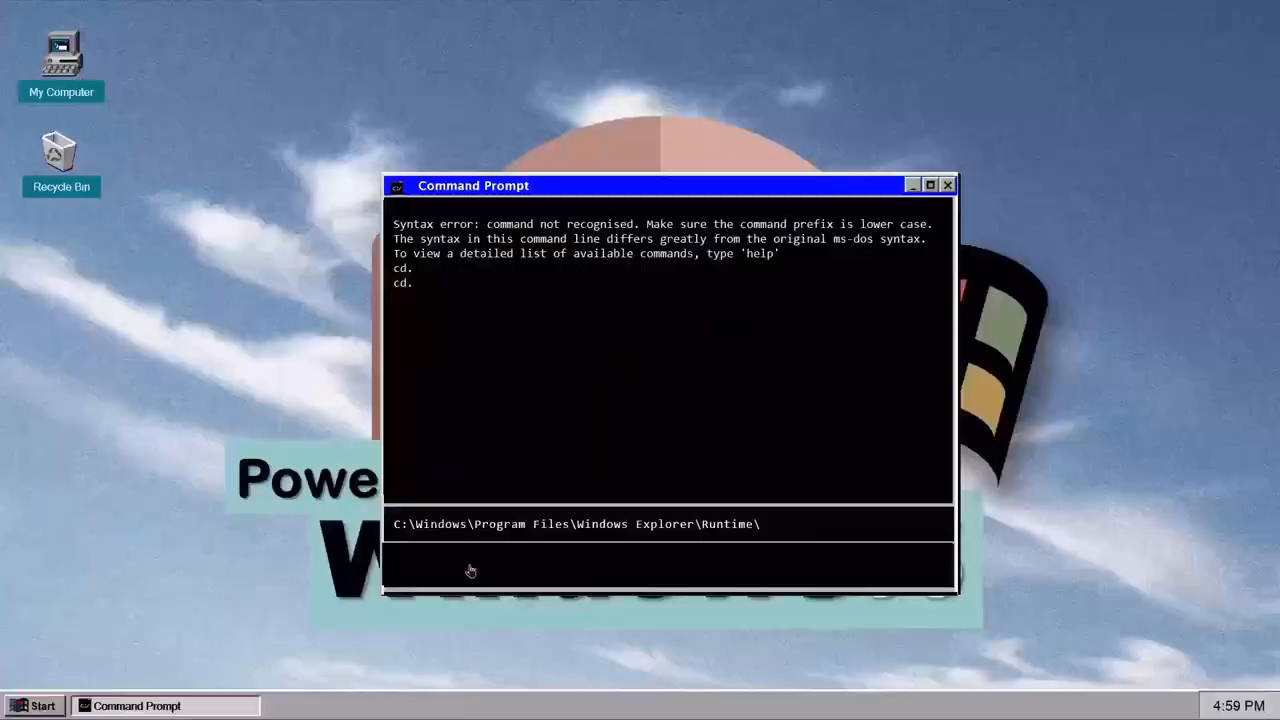 My Computer
Recycle Bin
Command Prompt
Syntax error: command not recognised. Make sure the command prefix is lower case.
The syntax in this command line differs greatly from the original ms-dos syntax.
To view a detailed list of available commands, type 'help'
cd.
cd.
C:\Windows\Program Files\Windows Explorer\Runtime\
Powe
W
Start
Command Prompt
4:59 PM